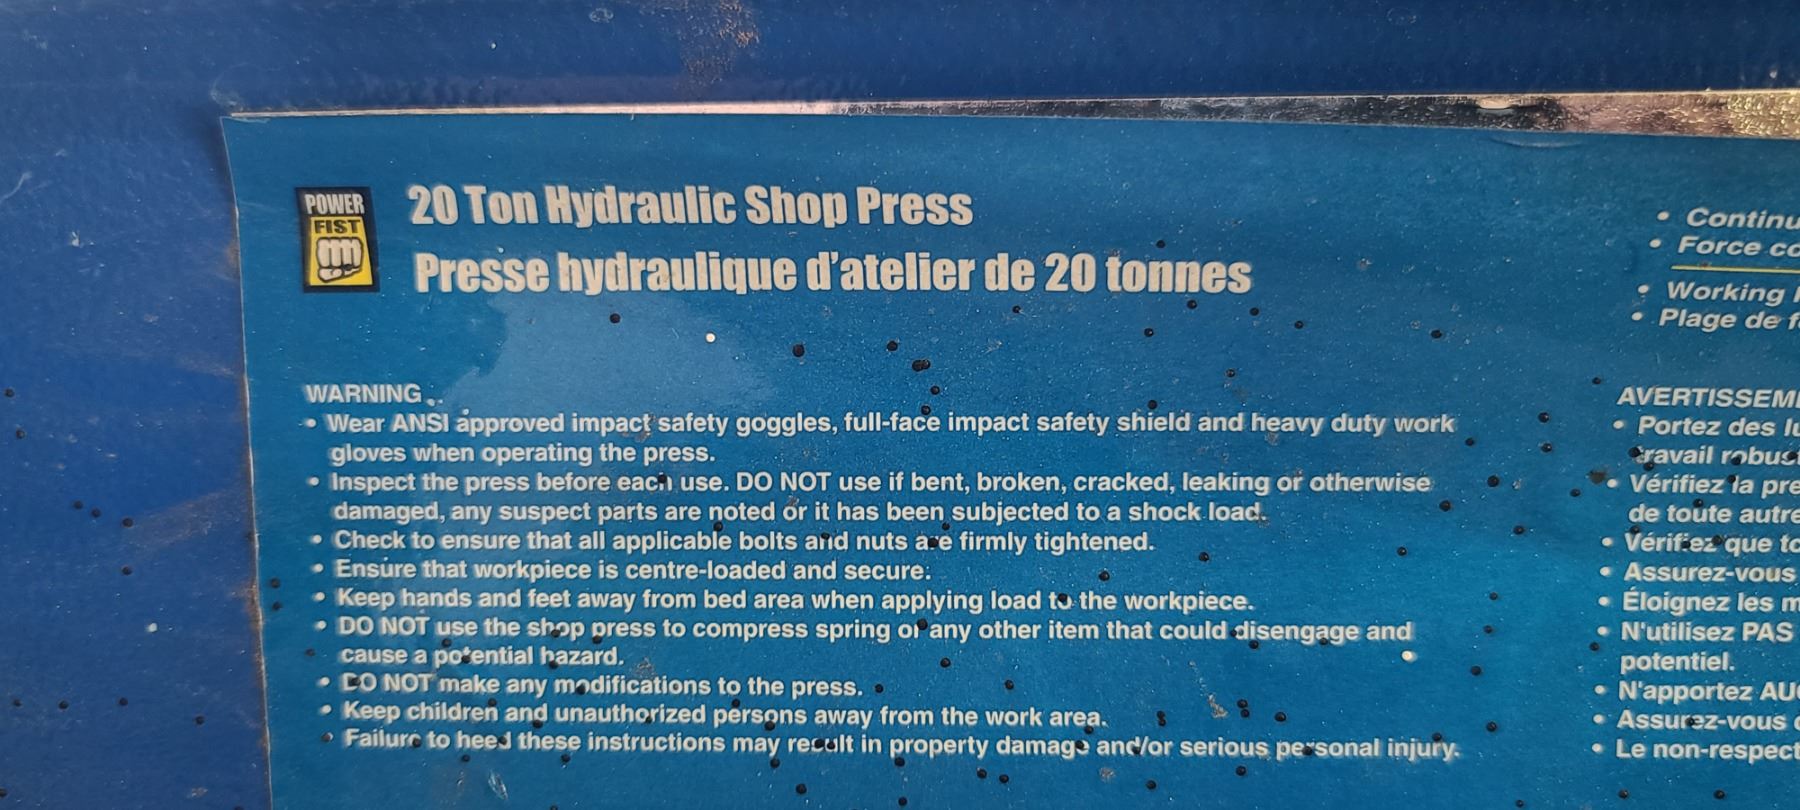 POWER
FIST
20 Ton Hydraulic Shop Press
Presse hydraulique d'atelier de 20 tonnes
WARNING
• Wear ANSI approved impact safety goggles, full-face impact safety shield and heavy duty work
gloves when operating the press.
• Inspect the press before each use. DO NOT use if bent, broken, cracked, leaking or otherwise
damaged, any suspect parts are noted or it has been subjected to a shock load.
• Check to ensure that all applicable bolts and nuts are firmly tightened.
• Ensure that workpiece is centre-loaded and secure.
• Keep hands and feet away from bed area when applying load to the workpiece.
• DO NOT use the shop press to compress spring or any other item that could disengage and
cause a potential hazard.
• DO NOT make any modifications to the press.
• Keep children and unauthorized persons away from the work area.
• Failure to heed these instructions may result in property damage and/or serious personal injury.
• Continu
• Force co
• Working
• Plage de f
AVERTISSEM
• Portez des lu
travail robus
• Vérifiez la pre
de toute autre
• Vérifiez que to
• Assurez-vous
• Éloignez les m
• N'utilisez PAS
potentiel.
• N'apportez AU
• Assurez-vous
• Le non-respect